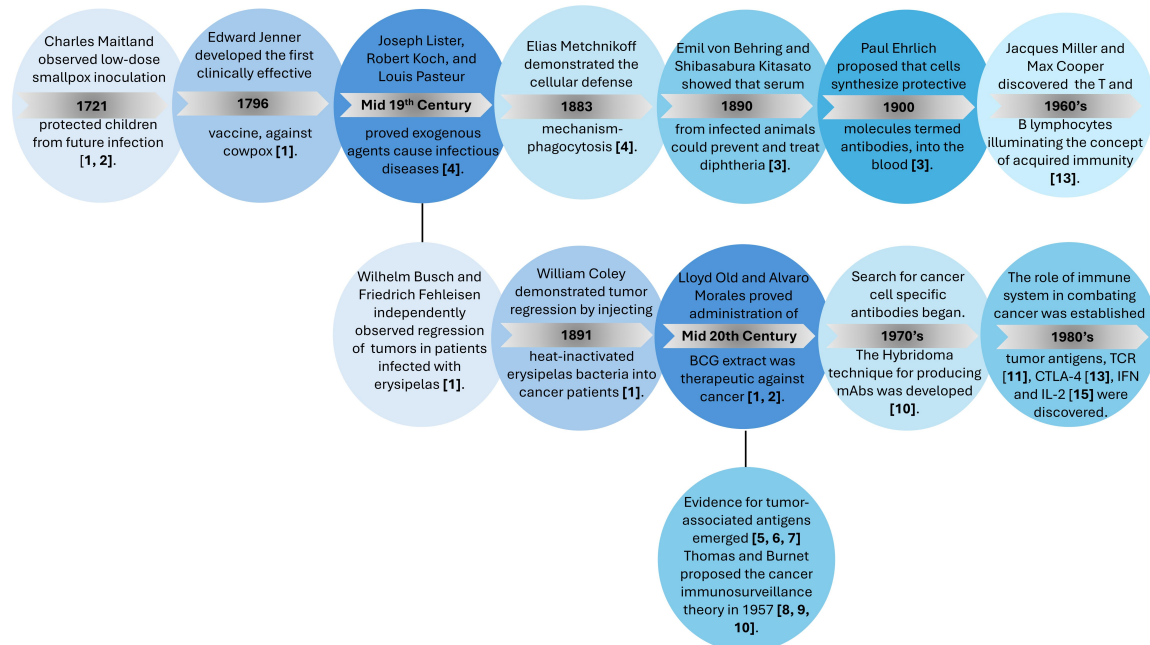 Charles Maitland
observed low-dose
smallpox inoculation
1721
protected children
from future infection
[1, 2].
Edward Jenner
developed the first
clinically effective
1796
vaccine, against
cowpox [1].
Joseph Lister,
Robert Koch, and
Louis Pasteur
Mid 19th Century
proved exogenous
agents cause infectious
diseases [4].
Elias Metchnikoff
demonstrated the
cellular defense
1883
mechanism-
phagocytosis [4].
Emil von Behring and
Shibasabura Kitasato
showed that serum
1890
from infected animals
could prevent and treat
diphtheria [3].
Paul Ehrlich
proposed that cells
synthesize protective
1900
molecules termed
antibodies, into the
blood [3].
Jacques Miller and
Max Cooper
discovered the T and
1960's
B lymphocytes
illuminating the concept
of acquired immunity
[13].
Wilhelm Busch and
Friedrich Fehleisen
independently
observed regression
of tumors in patients
infected with
erysipelas [1].
William Coley
demonstrated tumor
regression by injecting
1891
heat-inactivated
erysipelas bacteria into
cancer patients [1].
Lloyd Old and Alvaro
Morales proved
administration of
Mid 20th Century
BCG extract was
therapeutic against
cancer [1, 2].
Search for cancer
cell specific
antibodies began.
1970's
The Hybridoma
technique for producing
mAbs was developed
[10].
The role of immune
system in combating
cancer was established
1980's
tumor antigens, TCR
[11], CTLA-4 [13], IFN
and IL-2 [15] were
discovered.
Evidence for tumor-
associated antigens
emerged [5, 6, 7]
Thomas and Burnet
proposed the cancer
immunosurveillance
theory in 1957 [8, 9,
10].